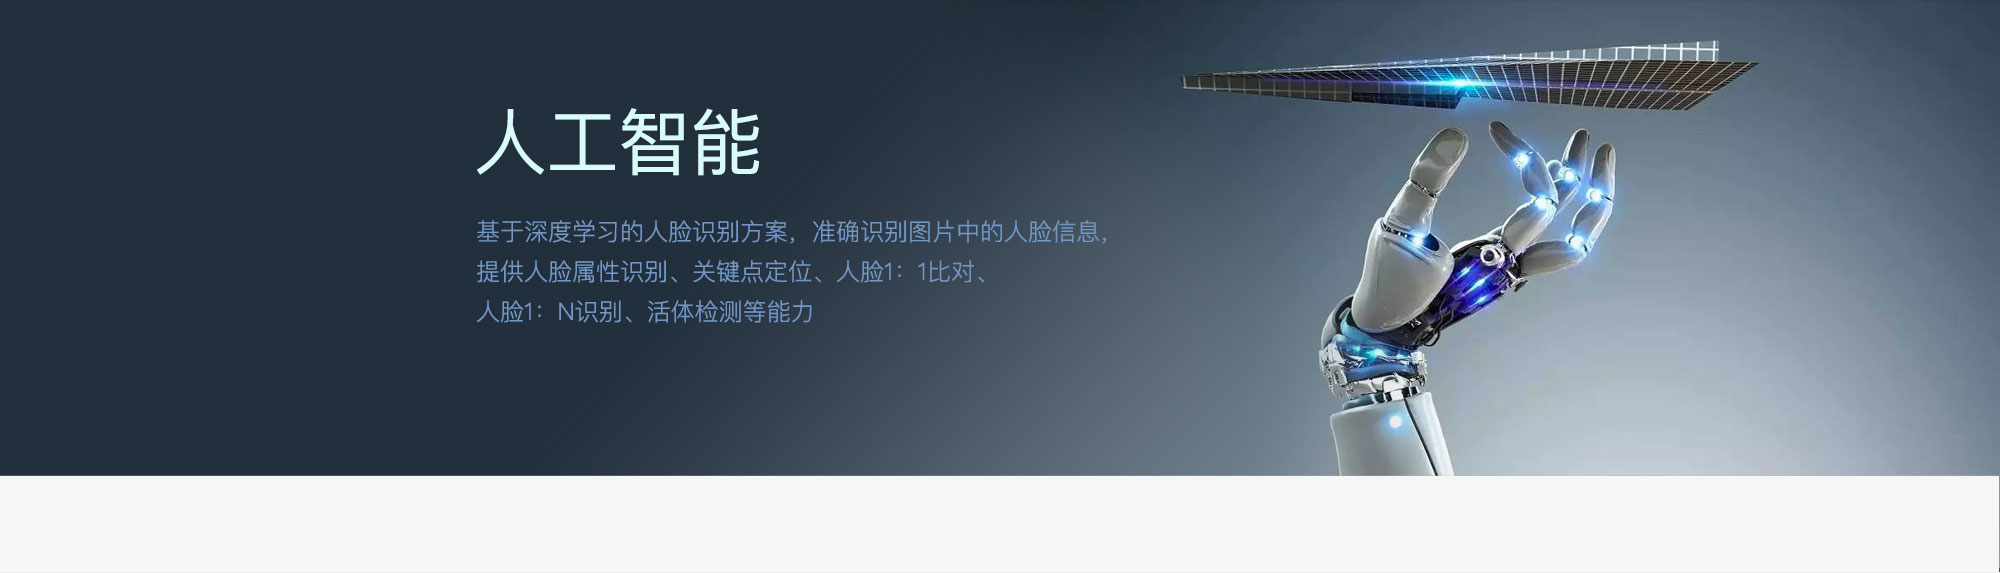 人工智能
基于深度学习的人脸识别方案，准确识别图片中的人脸信息，
提供人脸属性识别、关键点定位、人脸1：1比对、
人脸1：N识别、活体检测等能力